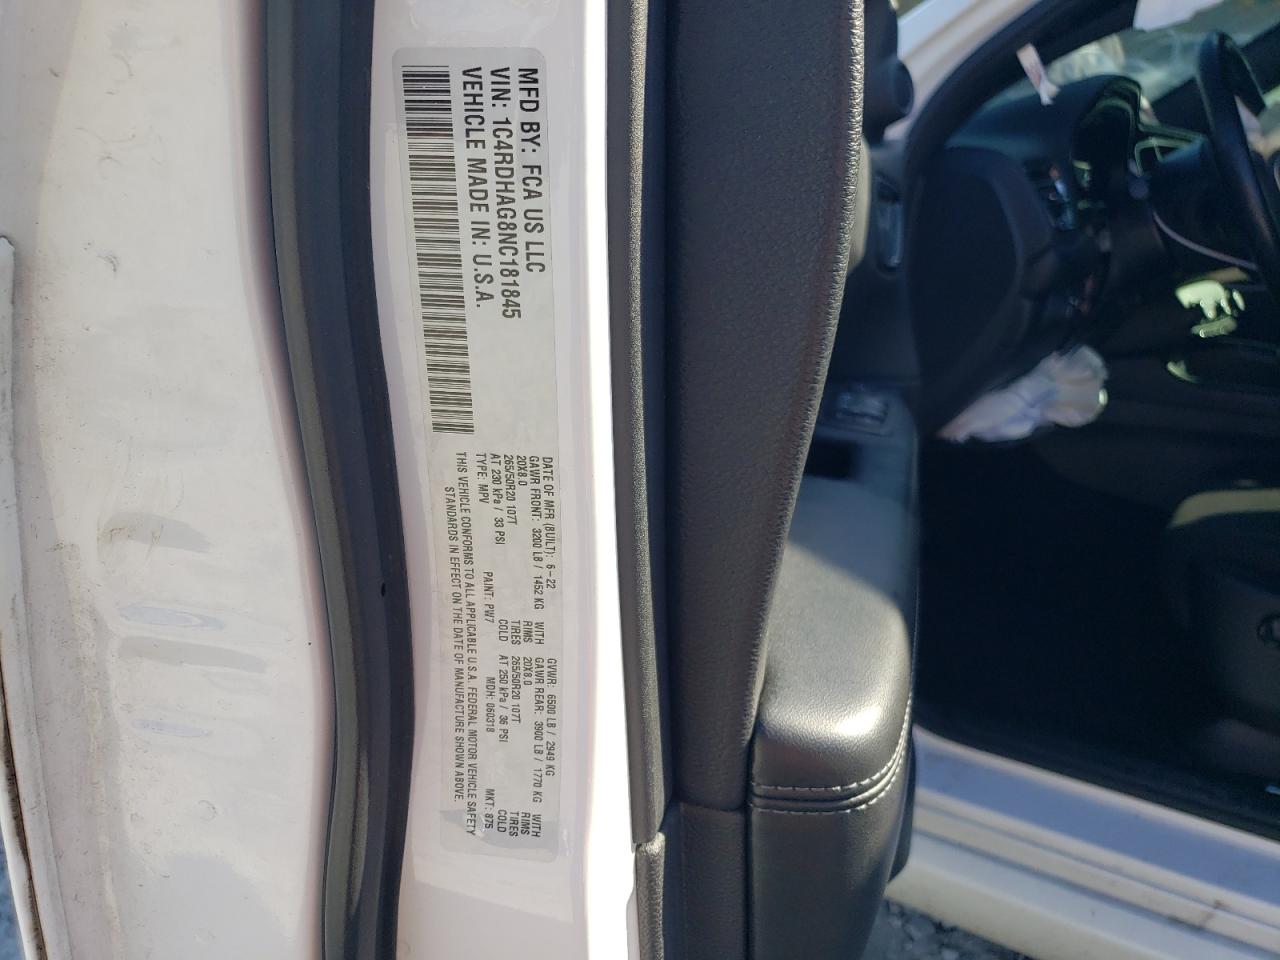 MFD BY: FCA US LLC
VIN: 1C4RDHAG8NC181845
VEHICLE MADE IN: U.S.A.
DATE OF MFR (BUILT): 6-22 GVWR: 6500 LB / 2949 KG
GAWR FRONT: 3200 LB / 1452 KG WITH GAWR REAR: 3900 LB / 1770 KG WITH
20X8.0 RIMS 20X8.0 RIMS
265/50R20 107T TIRES 265/50R20 107T TIRES
AT 230 kPa / 33 PSI COLD AT 250 kPa / 36 PSI COLD
TYPE: MPV PAINT: PW7 MDH: 060318 MKT: 875
THIS VEHICLE CONFORMS TO ALL APPLICABLE U.S.A. FEDERAL MOTOR VEHICLE SAFETY
STANDARDS IN EFFECT ON THE DATE OF MANUFACTURE SHOWN ABOVE.